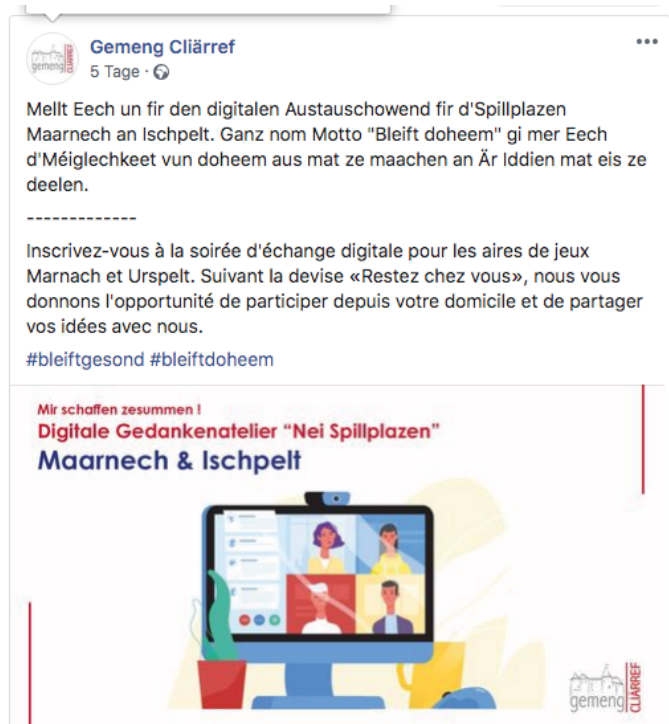 Gemeng Cliärref
5 Tage ·
Mellt Eech un fir den digitalen Austauschowend fir d'Spillplazen
Maarnech an Ischpelt. Ganz nom Motto "Bleift doheem" gi mer Eech
d'Méiglechkeet vun doheem aus mat ze maachen an Är Iddien mat eis ze
deelen.
-------------
Inscrivez-vous à la soirée d'échange digitale pour les aires de jeux
Marnach et Urspelt. Suivant la devise «Restez chez vous», nous vous
donnons l'opportunité de participer depuis votre domicile et de partager
vos idées avec nous.
#bleiftgesond #bleiftdoheem
Mir schaffen zesummen !
Digitale Gedankenatelier “Nei Spillplazen”
Maarnech & Ischpelt
gemeng CLIÄRREF